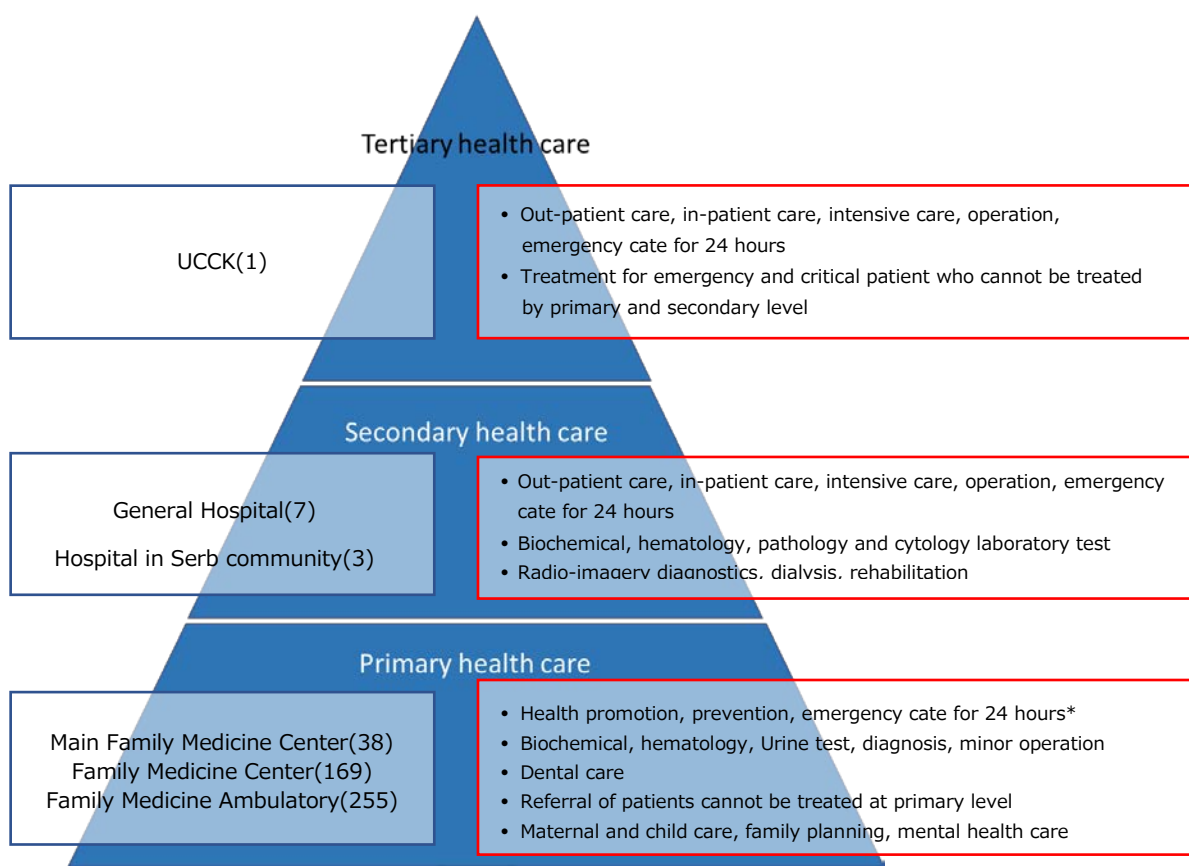 Tertiary health care
UCCK(1)
• Out-patient care, in-patient care, intensive care, operation,
emergency cate for 24 hours
• Treatment for emergency and critical patient who cannot be treated
by primary and secondary level
Secondary health care
General Hospital(7)
Hospital in Serb community(3)
• Out-patient care, in-patient care, intensive care, operation, emergency
cate for 24 hours
• Biochemical, hematology, pathology and cytology laboratory test
• Radio-imagery diagnostics, dialysis, rehabilitation
Primary health care
Main Family Medicine Center(38)
Family Medicine Center(169)
Family Medicine Ambulatory(255)
• Health promotion, prevention, emergency cate for 24 hours*
• Biochemical, hematology, Urine test, diagnosis, minor operation
• Dental care
• Referral of patients cannot be treated at primary level
• Maternal and child care, family planning, mental health care